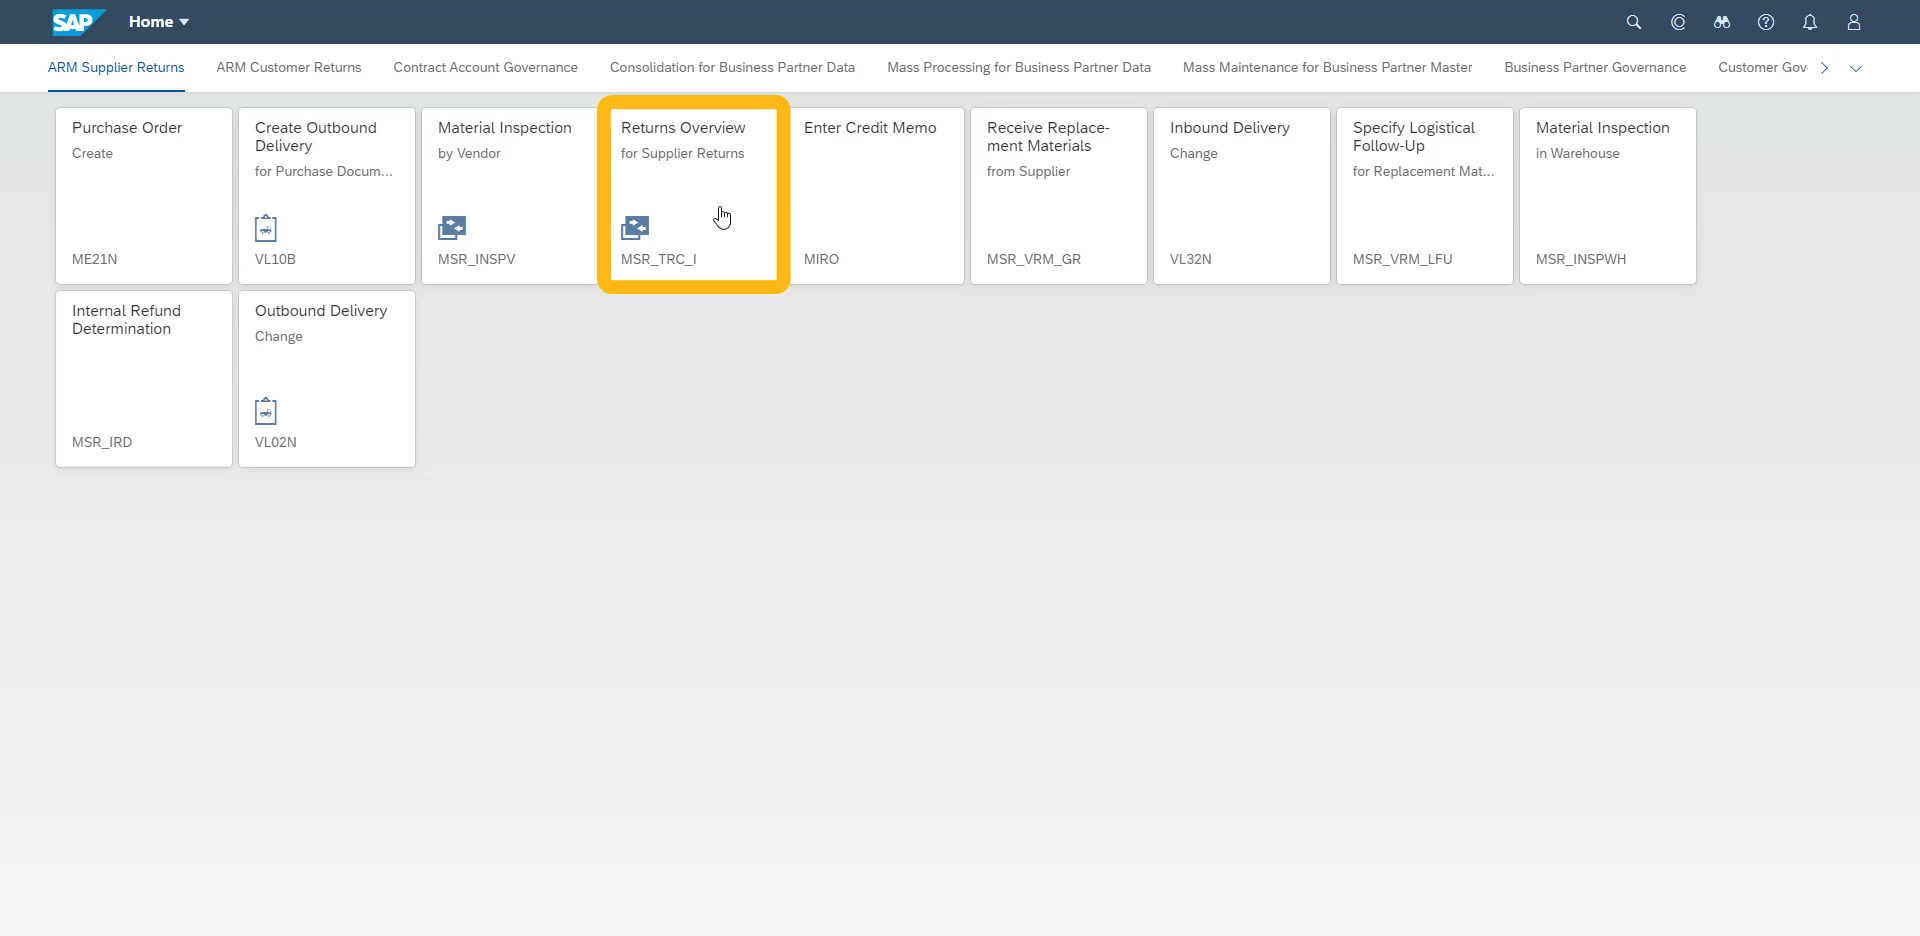 SAP Home
ARM Supplier Returns ARM Customer Returns Contract Account Governance Consolidation for Business Partner Data Mass Processing for Business Partner Data Mass Maintenance for Business Partner Master Business Partner Governance Customer Gov
Purchase Order
Create
ME21N
Create Outbound
Delivery
for Purchase Docum...
VL10B
Material Inspection
by Vendor
MSR_INSPV
Returns Overview
for Supplier Returns
MSR_TRC_I
Enter Credit Memo
MIRO
Receive Replace-
ment Materials
from Supplier
MSR_VRM_GR
Inbound Delivery
Change
VL32N
Specify Logistical
Follow-Up
for Replacement Mat...
MSR_VRM_LFU
Material Inspection
in Warehouse
MSR_INSPWH
Internal Refund
Determination
MSR_IRD
Outbound Delivery
Change
VL02N